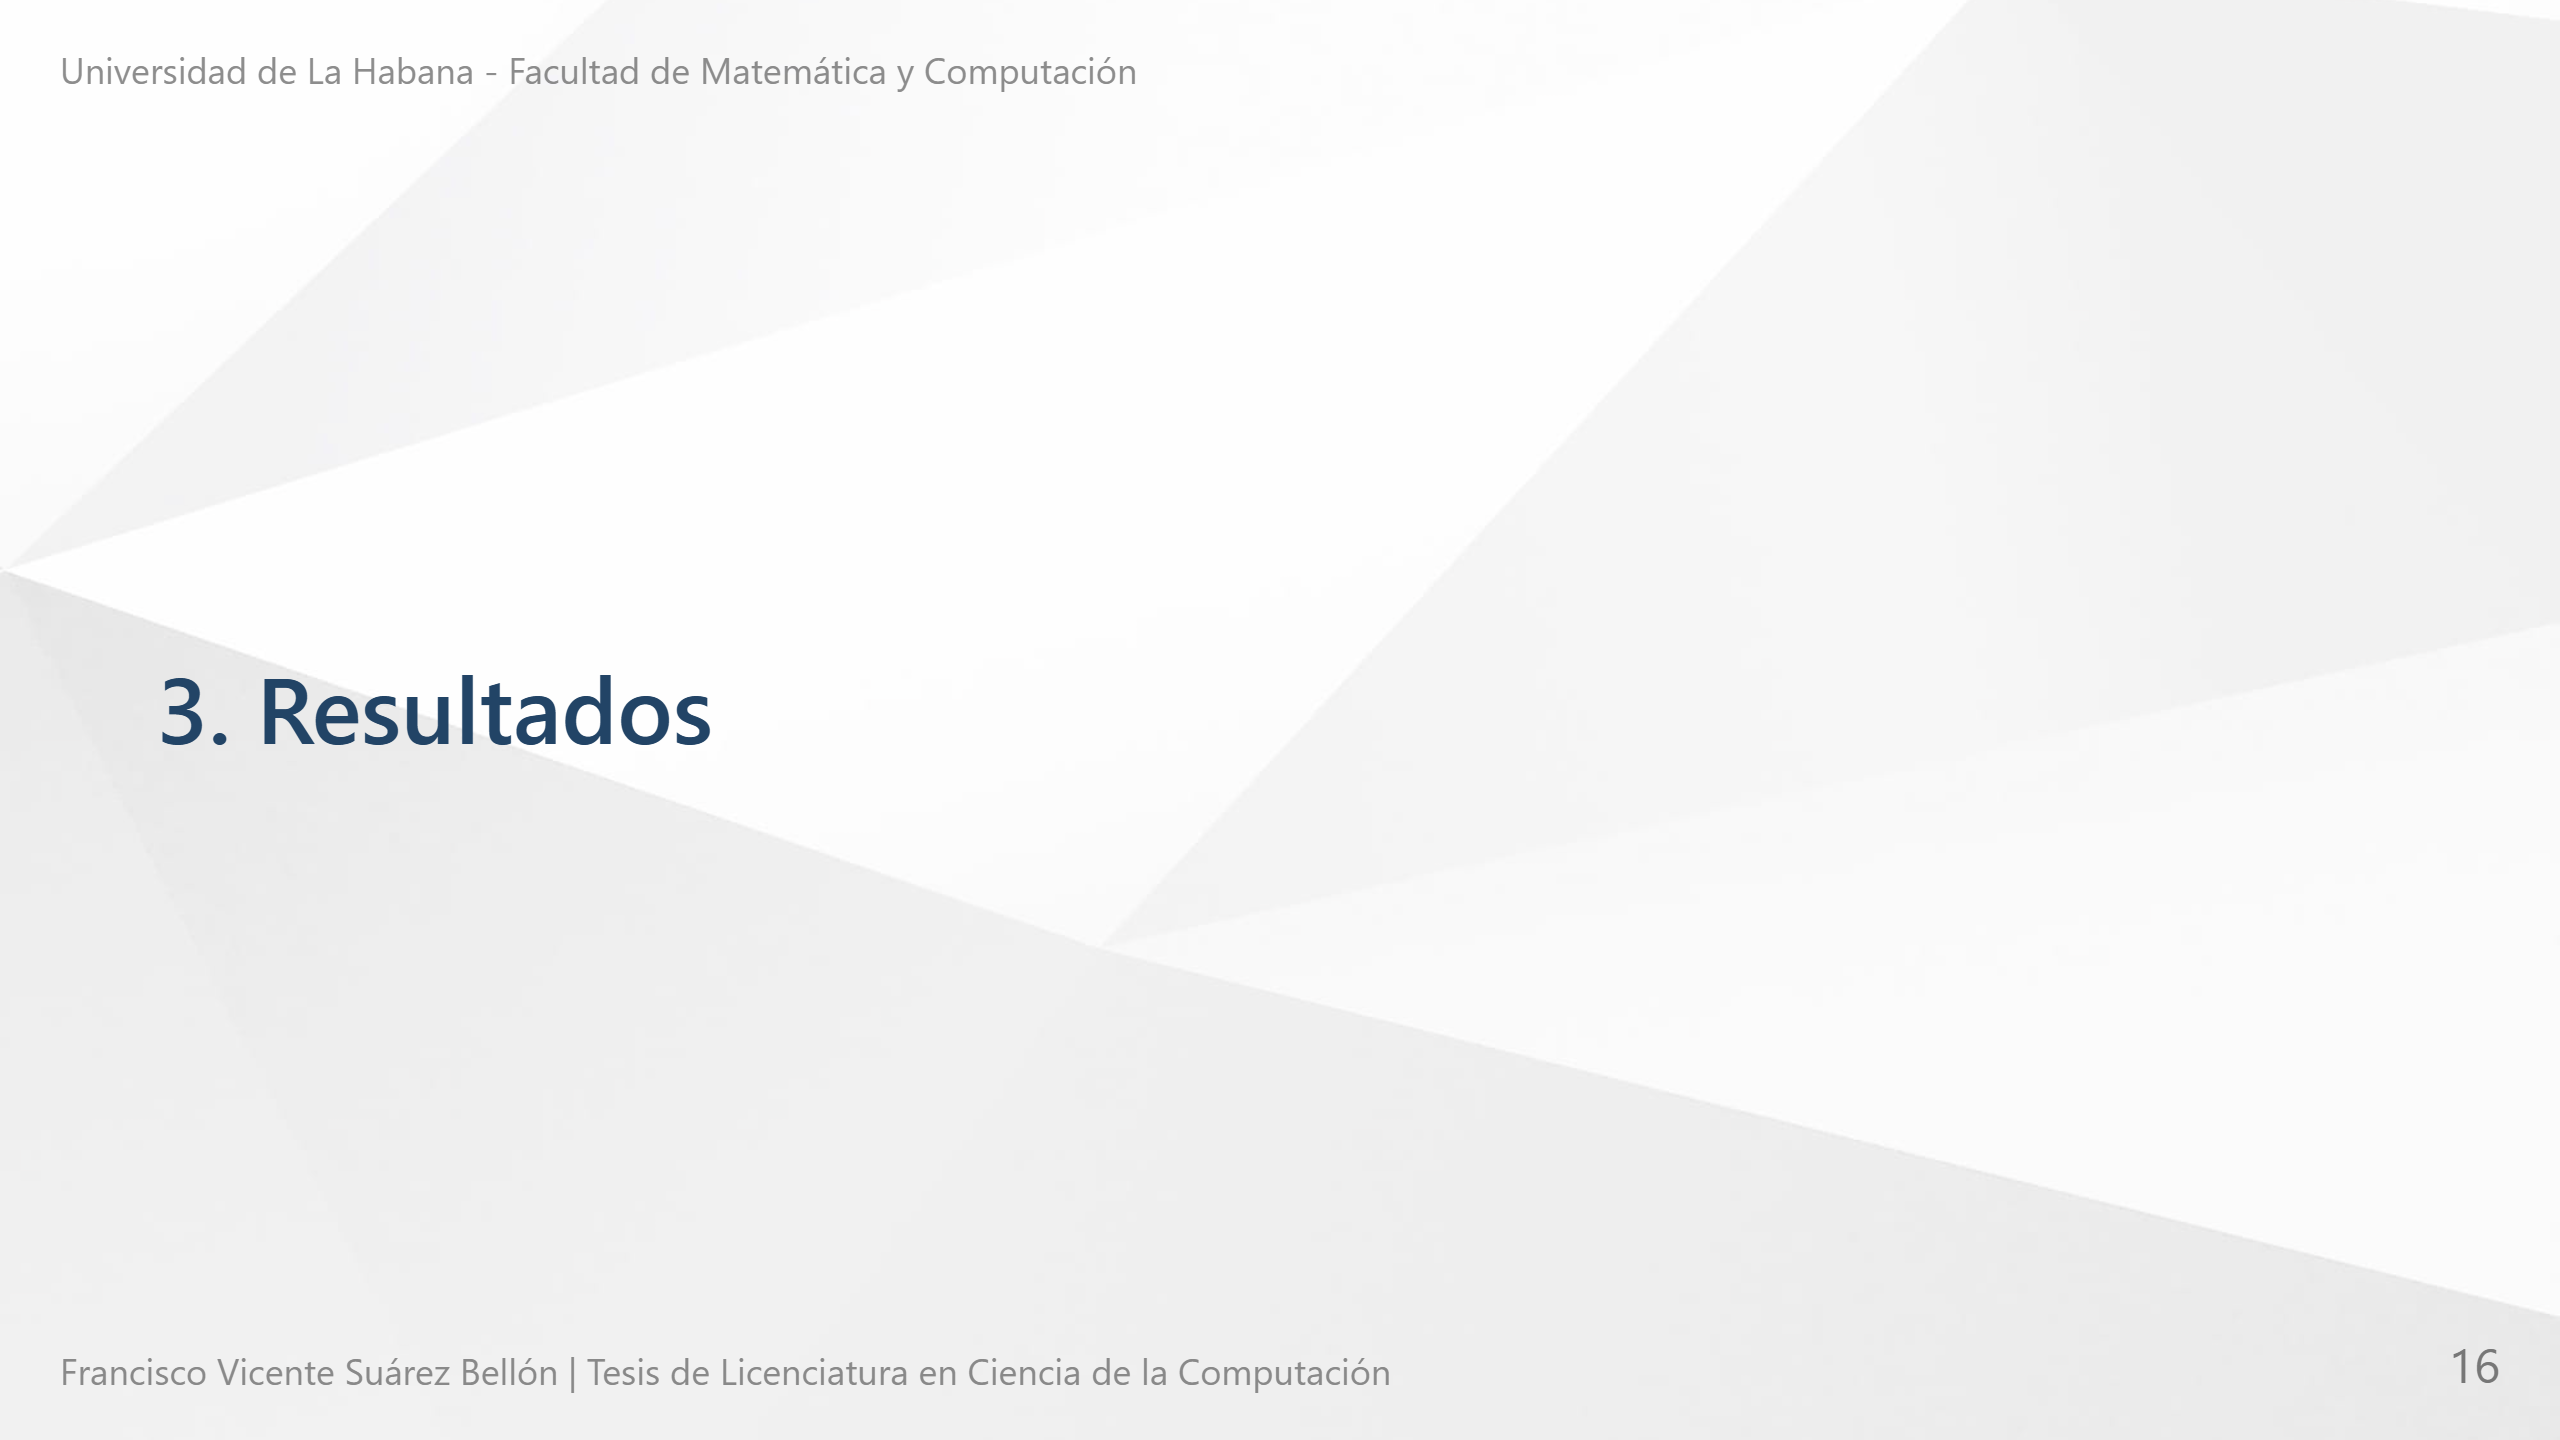 Universidad de La Habana - Facultad de Matemática y Computación
3. Resultados
Francisco Vicente Suárez Bellón | Tesis de Licenciatura en Ciencia de la Computación
16